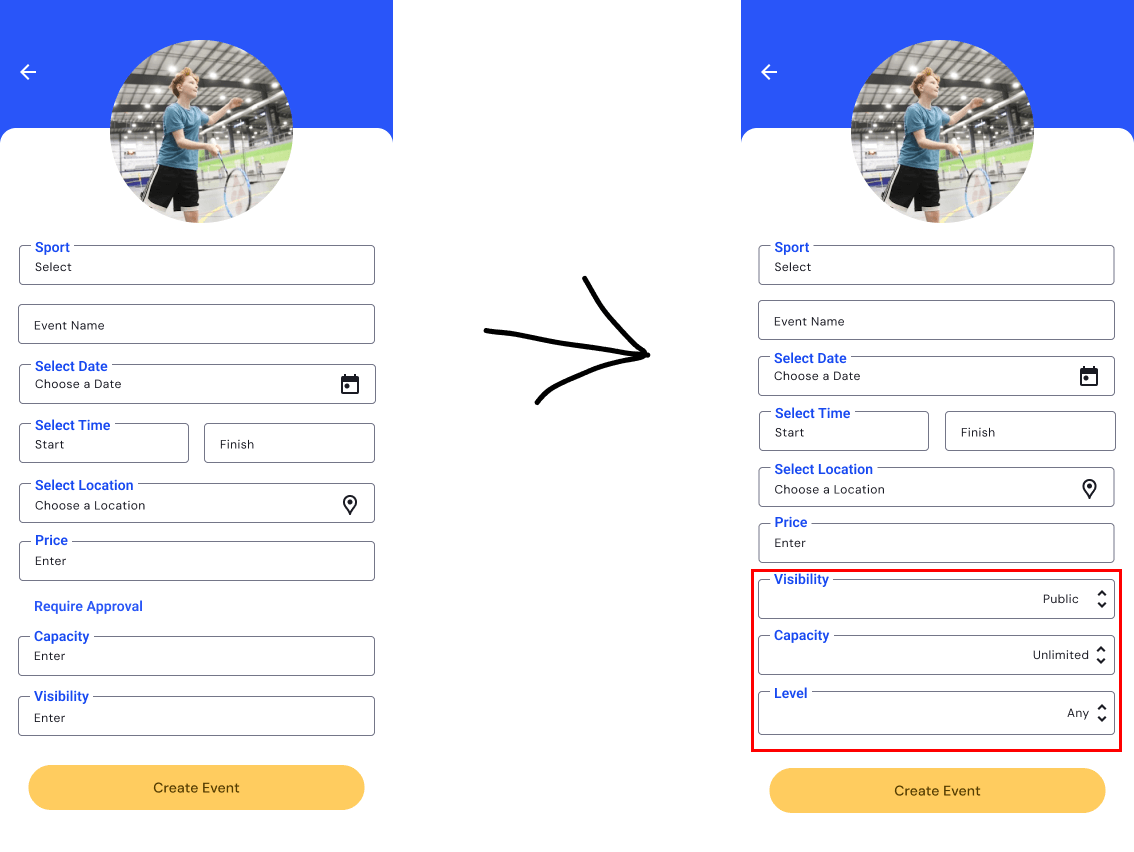 Sport
Select
Event Name
Select Date
Choose a Date
Select Time
Start
Finish
Select Location
Choose a Location
Price
Enter
Require Approval
Capacity
Enter
Visibility
Enter
Create Event
Sport
Select
Event Name
Select Date
Choose a Date
Select Time
Start
Finish
Select Location
Choose a Location
Price
Enter
Visibility
Public
Capacity
Unlimited
Level
Any
Create Event